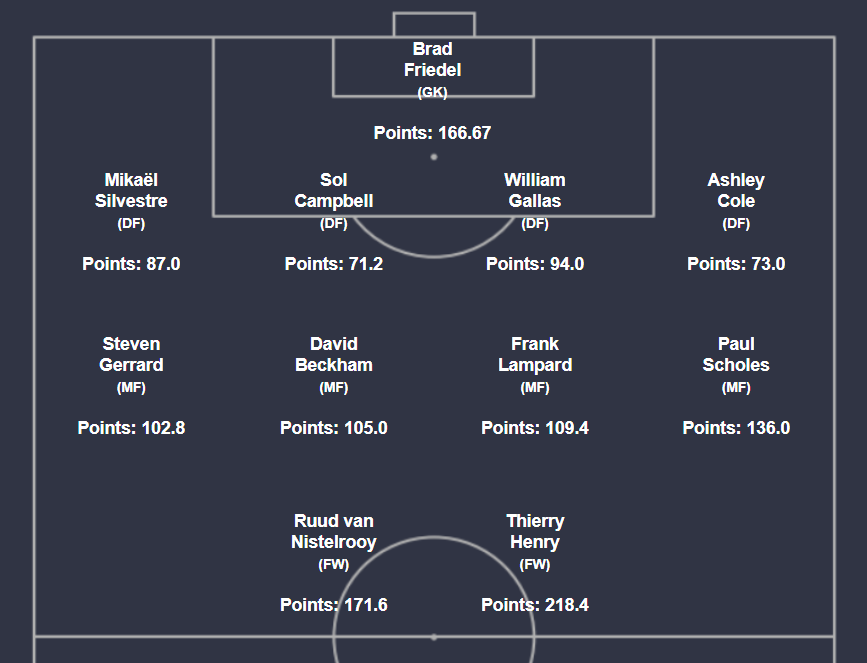 Brad
Friedel
(GK)
Points: 166.67
Mikaël
Silvestre
(DF)
Points: 87.0
Sol
Campbell
(DF)
Points: 71.2
William
Gallas
(DF)
Points: 94.0
Ashley
Cole
(DF)
Points: 73.0
Steven
Gerrard
(MF)
Points: 102.8
David
Beckham
(MF)
Points: 105.0
Frank
Lampard
(MF)
Points: 109.4
Paul
Scholes
(MF)
Points: 136.0
Ruud van
Nistelrooy
(FW)
Points: 171.6
Thierry
Henry
(FW)
Points: 218.4